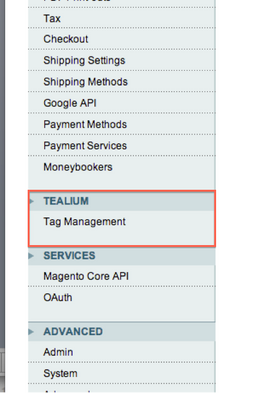 Tax
Checkout
Shipping Settings
Shipping Methods
Google API
Payment Methods
Payment Services
Moneybookers
TEALIUM
Tag Management
SERVICES
Magento Core API
OAuth
ADVANCED
Admin
System